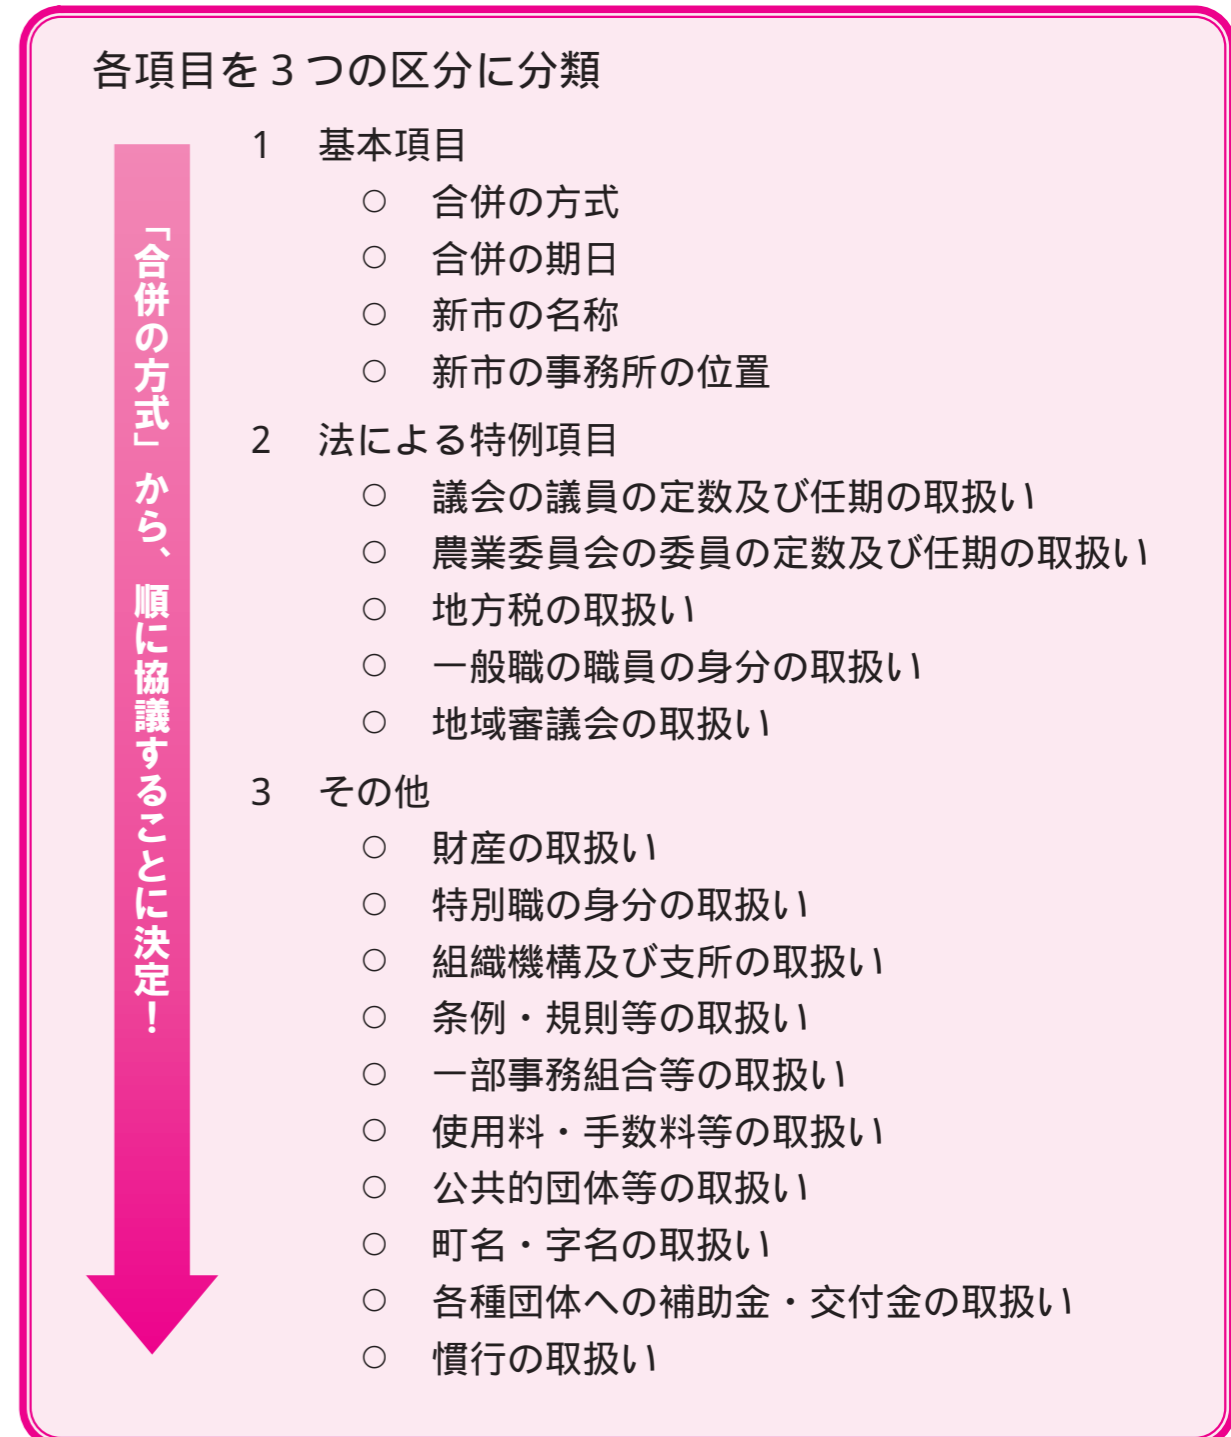 各項目を3つの区分に分類
「合併の方式」から、順に協議することに決定！
1 基本項目
○ 合併の方式
○ 合併の期日
○ 新市の名称
○ 新市の事務所の位置
2 法による特例項目
○ 議会の議員の定数及び任期の取扱い
○ 農業委員会の委員の定数及び任期の取扱い
○ 地方税の取扱い
○ 一般職の職員の身分の取扱い
○ 地域審議会の取扱い
3 その他
○ 財産の取扱い
○ 特別職の身分の取扱い
○ 組織機構及び支所の取扱い
○ 条例・規則等の取扱い
○ 一部事務組合等の取扱い
○ 使用料・手数料等の取扱い
○ 公共的団体等の取扱い
○ 町名・字名の取扱い
○ 各種団体への補助金・交付金の取扱い
○ 慣行の取扱い